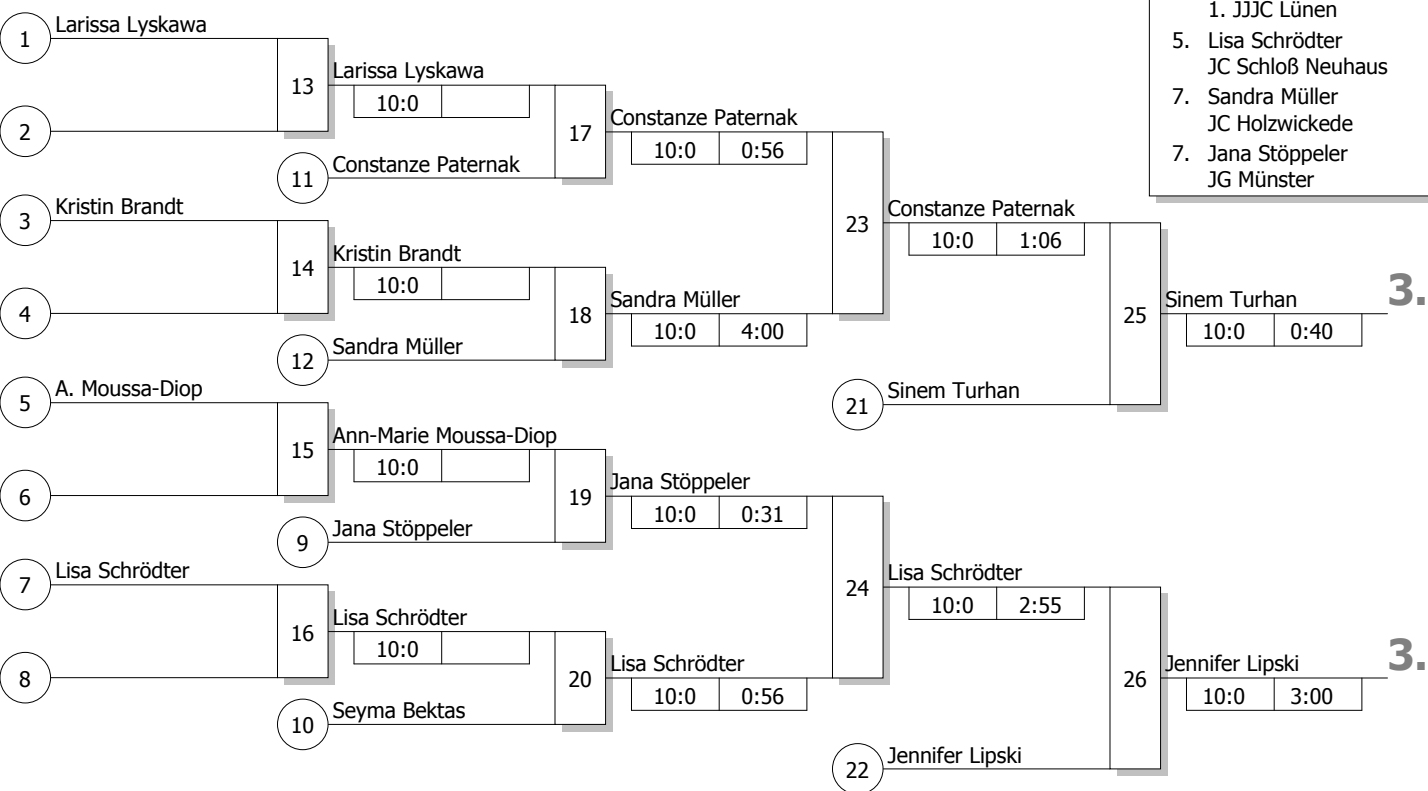 1. JJJC Lünen
5. Lisa Schrödter
JC Schloß Neuhaus
7. Sandra Müller
JC Holzwickede
7. Jana Stöppeler
JG Münster
1 Larissa Lyskawa
2
13 Larissa Lyskawa
10:0
11 Constanze Paternak
17 Constanze Paternak
10:0 0:56
3 Kristin Brandt
4
14 Kristin Brandt
10:0
12 Sandra Müller
18 Sandra Müller
10:0 4:00
23 Constanze Paternak
10:0 1:06
21 Sinem Turhan
25 Sinem Turhan
10:0 0:40
3.
5 A. Moussa-Diop
6
15 Ann-Marie Moussa-Diop
10:0
9 Jana Stöppeler
19 Jana Stöppeler
10:0 0:31
7 Lisa Schrödter
8
16 Lisa Schrödter
10:0
10 Seyma Bektas
20 Lisa Schrödter
10:0 0:56
24 Lisa Schrödter
10:0 2:55
22 Jennifer Lipski
26 Jennifer Lipski
10:0 3:00
3.